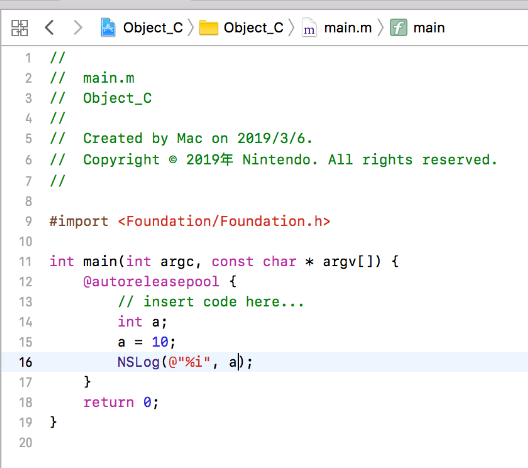 Object_C 〉 Object_C 〉 m main.m 〉 f main
1 //
2 //  main.m
3 //  Object_C
4 //
5 //  Created by Mac on 2019/3/6.
6 //  Copyright © 2019年 Nintendo. All rights reserved.
7 //
8
9 #import <Foundation/Foundation.h>
10
11 int main(int argc, const char * argv[]) {
12     @autoreleasepool {
13         // insert code here...
14         int a;
15         a = 10;
16         NSLog(@"%i", a);
17     }
18     return 0;
19 }
20